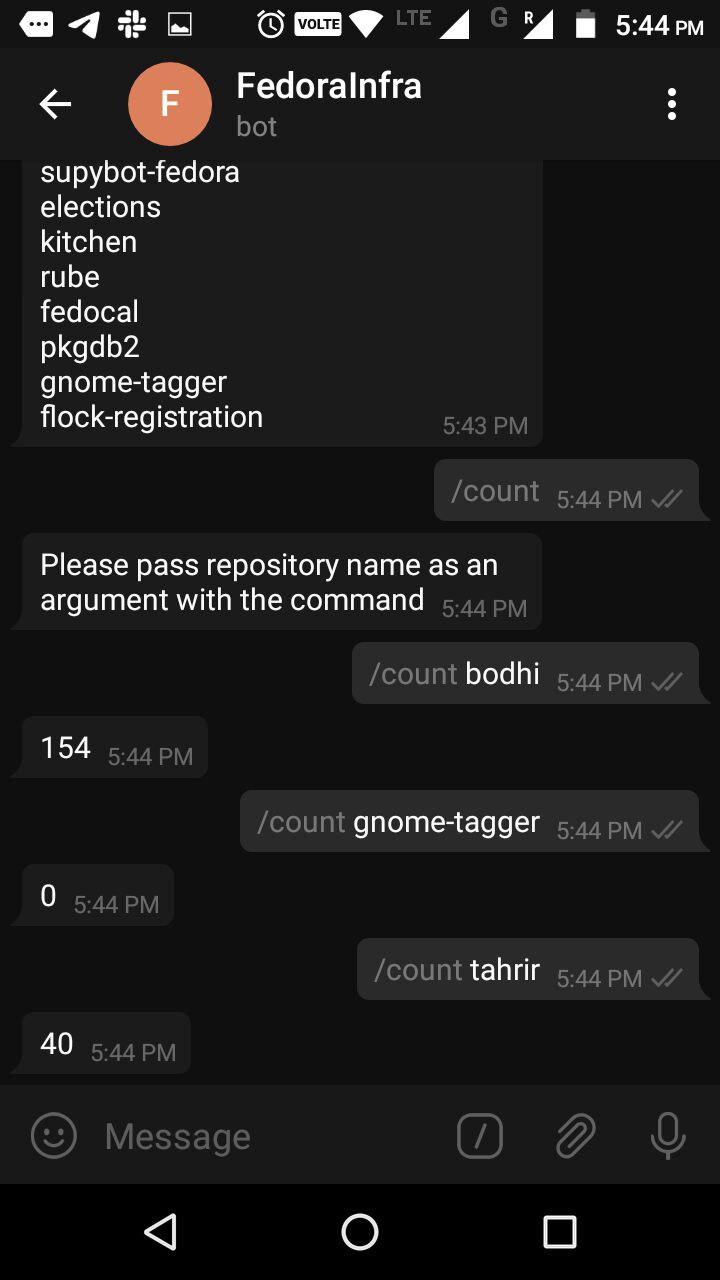 VOLTE LTE G R 5:44 PM
F
FedoraInfra
bot
supybot-fedora
elections
kitchen
rube
fedocal
pkgdb2
gnome-tagger
flock-registration
5:43 PM
/count 5:44 PM
Please pass repository name as an
argument with the command 5:44 PM
/count bodhi 5:44 PM
154 5:44 PM
/count gnome-tagger 5:44 PM
0 5:44 PM
/count tahrir 5:44 PM
40 5:44 PM
Message